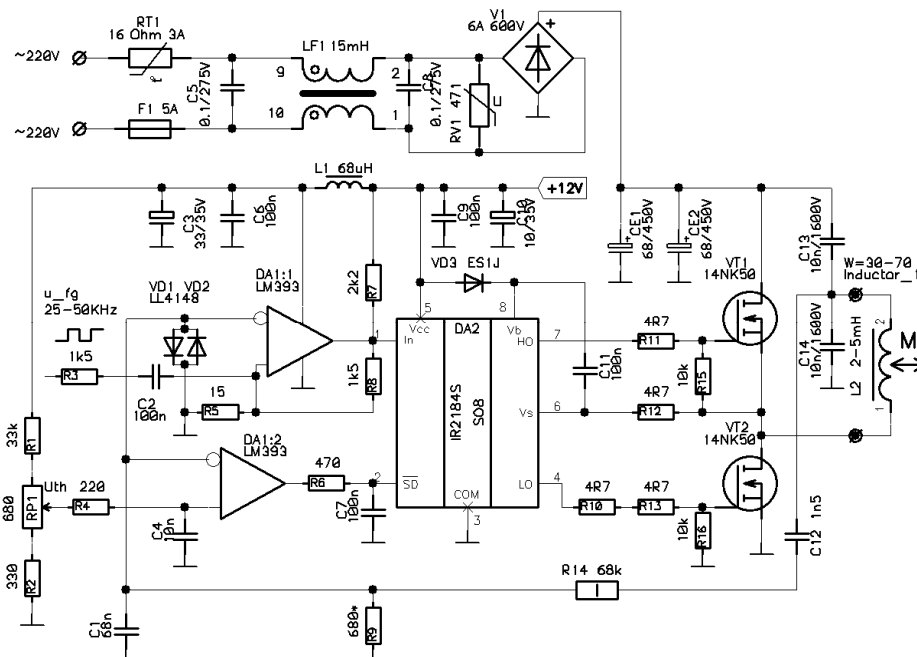 RT1
16 Ohm 3A
~220V
t
C5
0.1/275V
LF1 15mH
9
2
10
1
C8
0.1/275V
RV1 471
U
V1
6A 600V
+
F1 5A
~220V
L1 68uH
+12V
C3
33/35V
C6
100n
C9
100n
C10
10/35V
CE1
68/450V
+
CE2
68/450V
+
C13
10n/1600V
W=30-70
Inductor_1
VD3 ES1J
VT1
14NK50
u_fg
25-50KHz
VD1 VD2
LL4148
DA1:1
LM393
2k2
R7
5
8
Vcc
DA2
Vb
1
In
HO
7
4R7
R11
10k
R15
C14
10n/1600V
L2 2-5mH
2
1
M
1k5
R3
C2
100n
15
R5
1k5
R8
C11
100n
IR2184S
SO8
Vs
6
4R7
R12
33k
R1
DA1:2
LM393
VT2
14NK50
680
RP1
Uth
220
R4
470
R6
2
SD
LO
4
4R7
R10
4R7
R13
C4
10n
C7
100n
COM
3
10k
R16
C12 1n5
330
R2
R14 68k
C1
68n
680*
R9